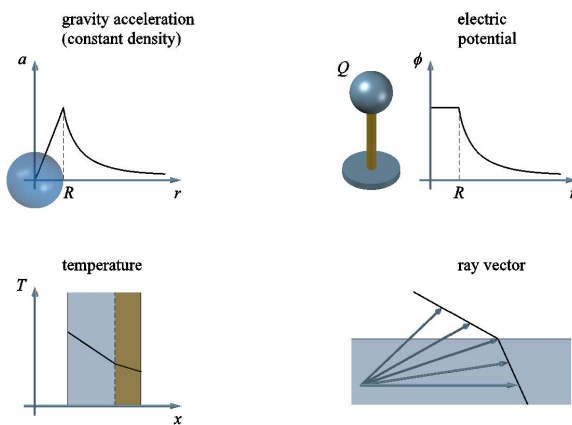 gravity acceleration
(constant density)
a
R
r
electric
potential
Q
ϕ
R
temperature
T
x
ray vector